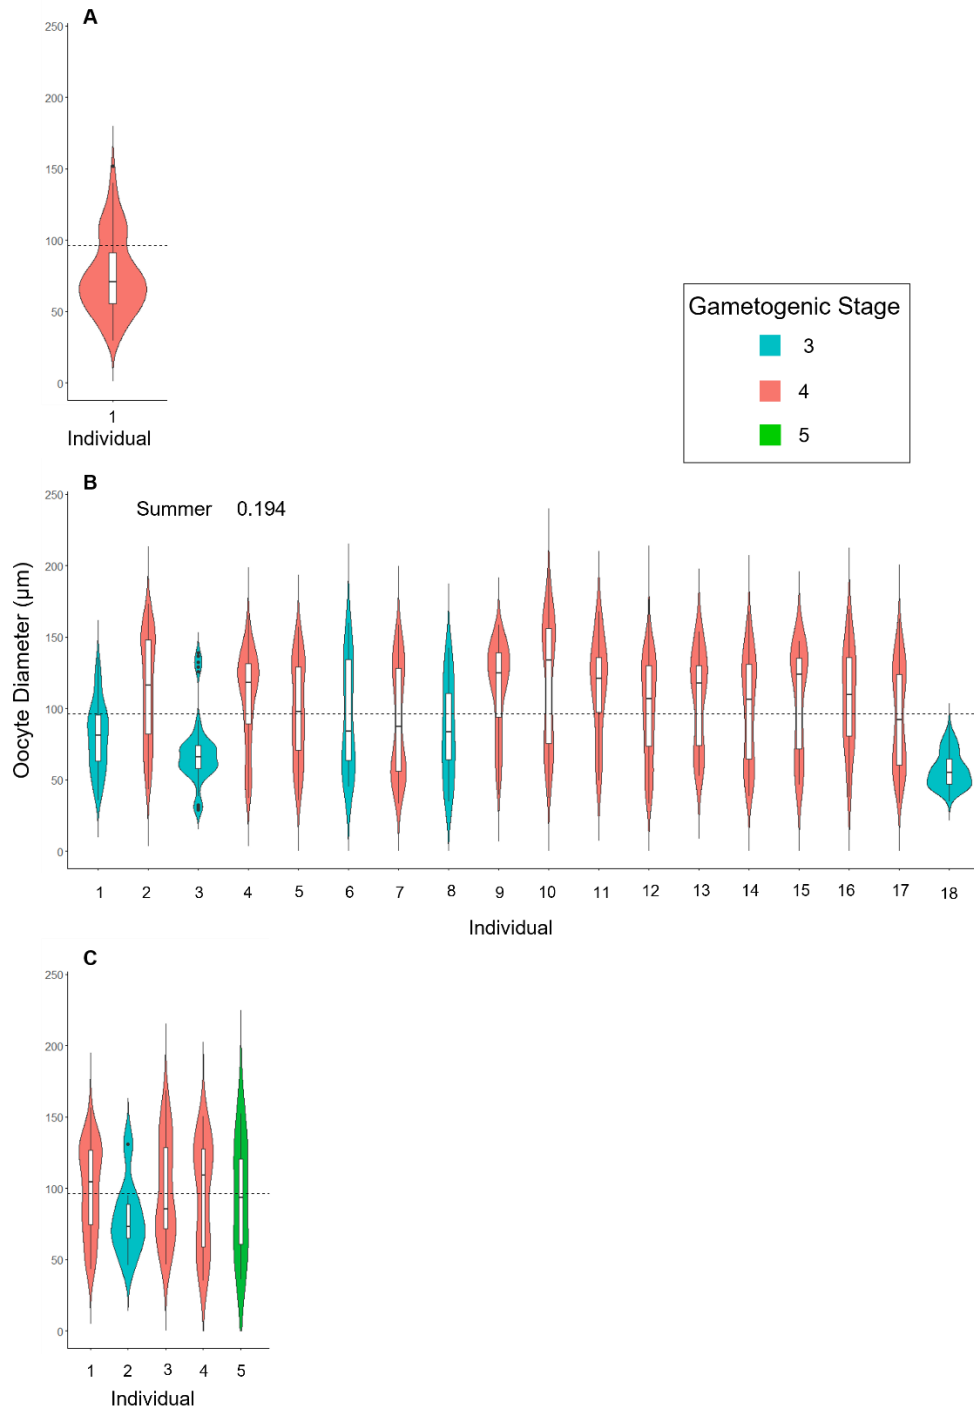 A
250
200
150
100
50
0
1
Individual
Gametogenic Stage
3
4
5
B
Summer 0.194
250
200
150
100
50
0
Oocyte Diameter (µm)
1 2 3 4 5 6 7 8 9 10 11 12 13 14 15 16 17 18
Individual
C
250
200
150
100
50
0
1 2 3 4 5
Individual